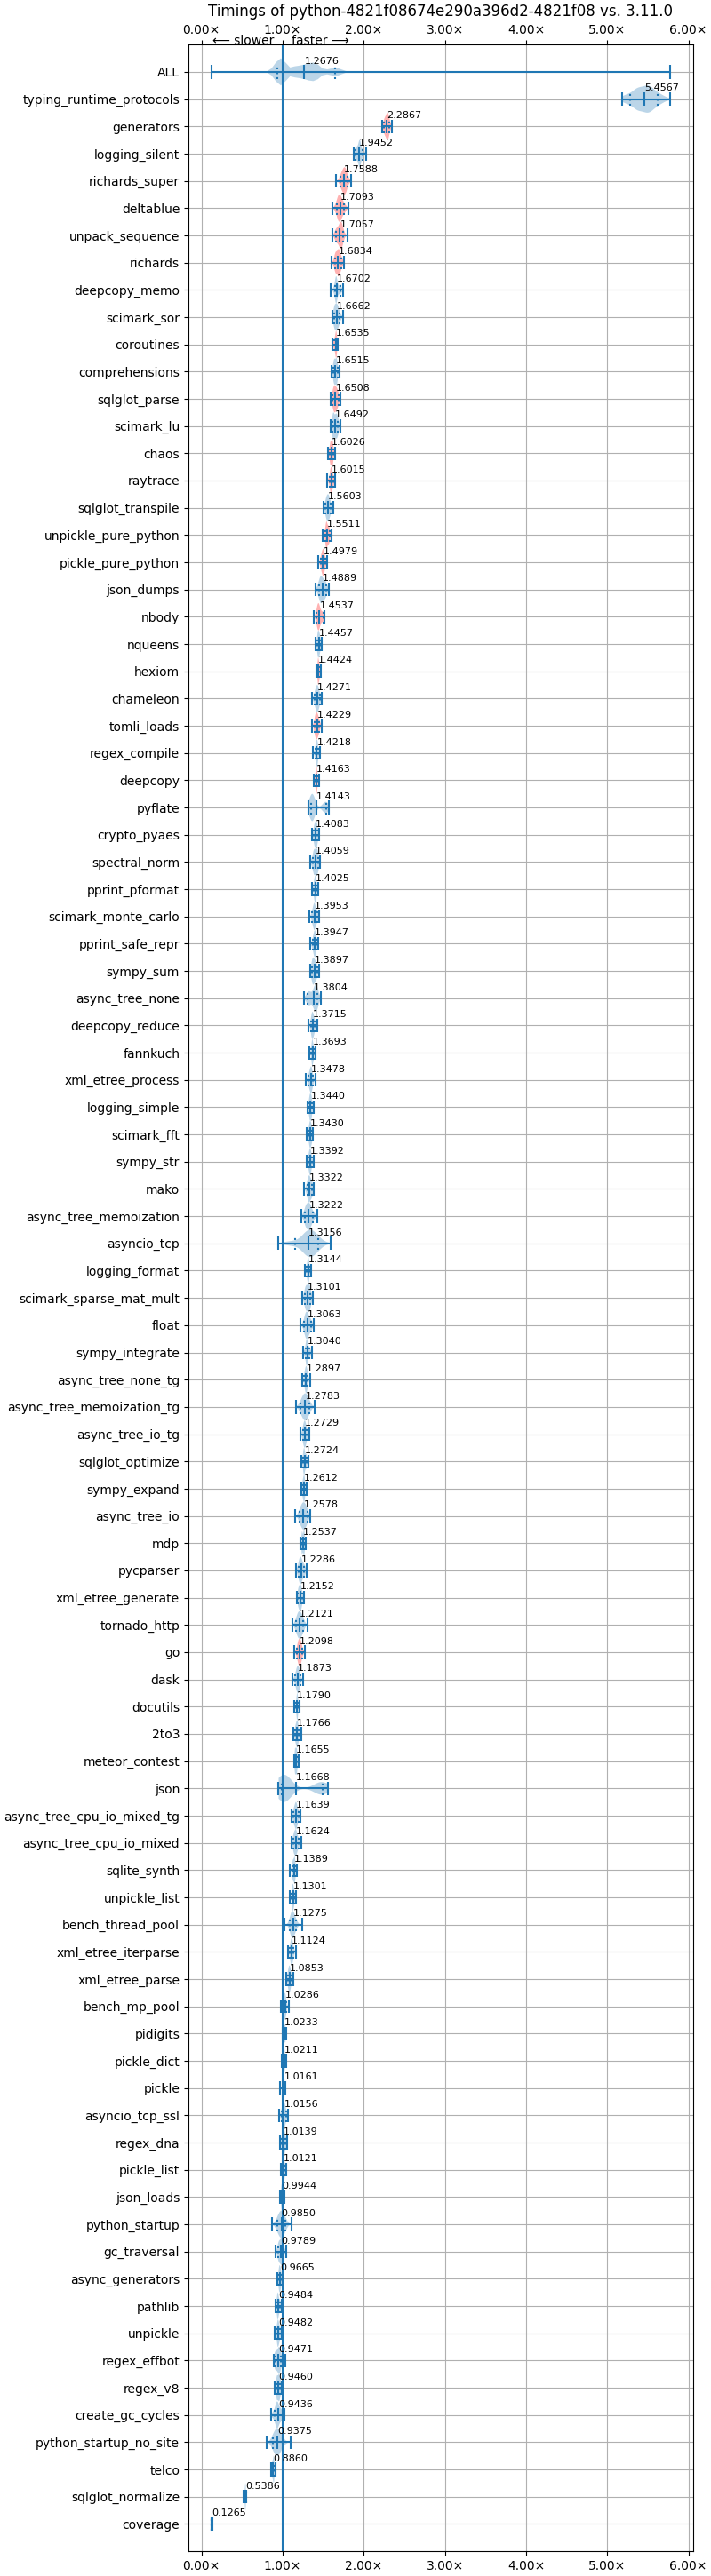 Timings of python-4821f08674e290a396d2-4821f08 vs. 3.11.0
0.00× 1.00× 2.00× 3.00× 4.00× 5.00× 6.00×
⟵ slower faster ⟶
ALL 1.2676
typing_runtime_protocols 5.4567
generators 2.2867
logging_silent 1.9452
richards_super 1.7588
deltablue 1.7093
unpack_sequence 1.7057
richards 1.6834
deepcopy_memo 1.6702
scimark_sor 1.6662
coroutines 1.6535
comprehensions 1.6515
sqlglot_parse 1.6508
scimark_lu 1.6492
chaos 1.6026
raytrace 1.6015
sqlglot_transpile 1.5603
unpickle_pure_python 1.5511
pickle_pure_python 1.4979
json_dumps 1.4889
nbody 1.4537
nqueens 1.4457
hexiom 1.4424
chameleon 1.4271
tomli_loads 1.4229
regex_compile 1.4218
deepcopy 1.4163
pyflate 1.4143
crypto_pyaes 1.4083
spectral_norm 1.4059
pprint_pformat 1.4025
scimark_monte_carlo 1.3953
pprint_safe_repr 1.3947
sympy_sum 1.3897
async_tree_none 1.3804
deepcopy_reduce 1.3715
fannkuch 1.3693
xml_etree_process 1.3478
logging_simple 1.3440
scimark_fft 1.3430
sympy_str 1.3392
mako 1.3322
async_tree_memoization 1.3222
asyncio_tcp 1.3156
logging_format 1.3144
scimark_sparse_mat_mult 1.3101
float 1.3063
sympy_integrate 1.3040
async_tree_none_tg 1.2897
async_tree_memoization_tg 1.2783
async_tree_io_tg 1.2729
sqlglot_optimize 1.2724
sympy_expand 1.2612
async_tree_io 1.2578
mdp 1.2537
pycparser 1.2286
xml_etree_generate 1.2152
tornado_http 1.2121
go 1.2098
dask 1.1873
docutils 1.1790
2to3 1.1766
meteor_contest 1.1655
json 1.1668
async_tree_cpu_io_mixed_tg 1.1639
async_tree_cpu_io_mixed 1.1624
sqlite_synth 1.1389
unpickle_list 1.1301
bench_thread_pool 1.1275
xml_etree_iterparse 1.1124
xml_etree_parse 1.0853
bench_mp_pool 1.0286
pidigits 1.0233
pickle_dict 1.0211
pickle 1.0161
asyncio_tcp_ssl 1.0156
regex_dna 1.0139
pickle_list 1.0121
json_loads 0.9944
python_startup 0.9850
gc_traversal 0.9789
async_generators 0.9665
pathlib 0.9484
unpickle 0.9482
regex_effbot 0.9471
regex_v8 0.9460
create_gc_cycles 0.9436
python_startup_no_site 0.9375
telco 0.8860
sqlglot_normalize 0.5386
coverage 0.1265
0.00× 1.00× 2.00× 3.00× 4.00× 5.00× 6.00×